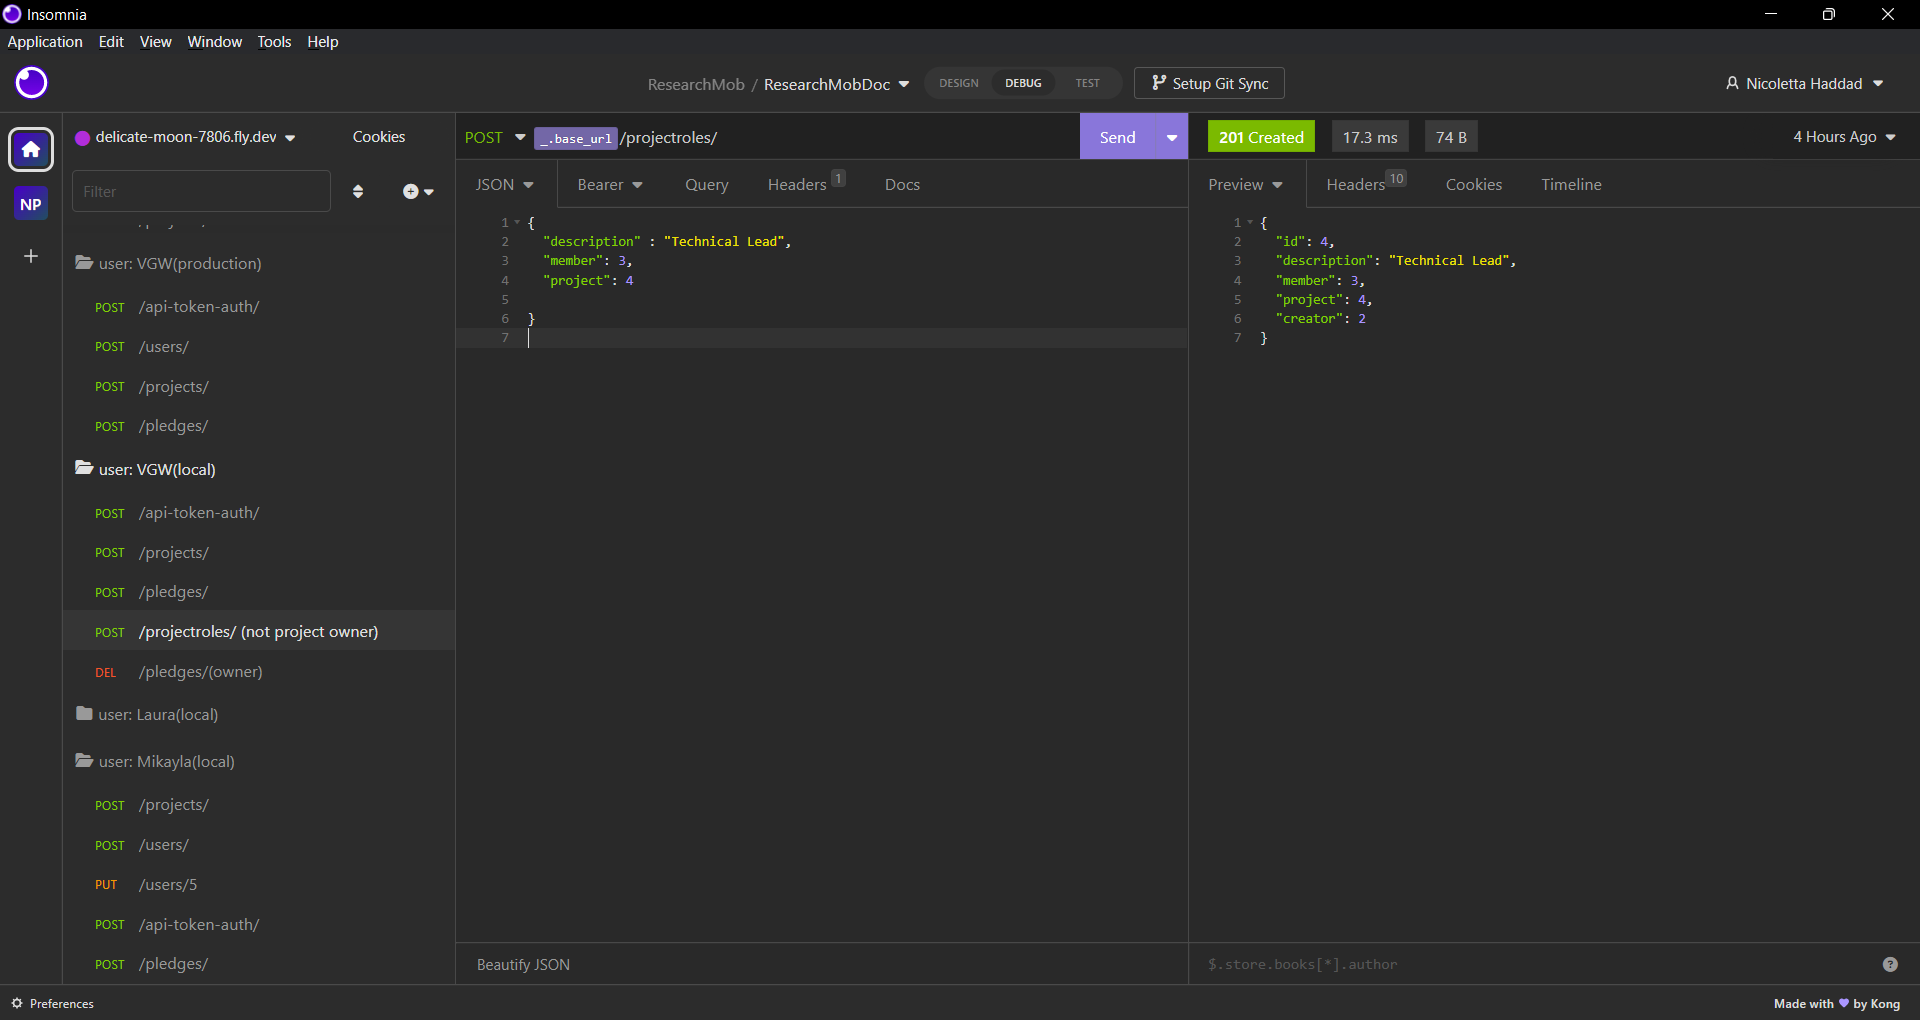 Insomnia
Application Edit View Window Tools Help
ResearchMob / ResearchMobDoc DESIGN DEBUG TEST Setup Git Sync Nicoletta Haddad
NP
delicate-moon-7806.fly.dev Cookies
Filter
user: VGW(production)
POST /api-token-auth/
POST /users/
POST /projects/
POST /pledges/
user: VGW(local)
POST /api-token-auth/
POST /projects/
POST /pledges/
POST /projectroles/ (not project owner)
DEL /pledges/(owner)
user: Laura(local)
user: Mikayla(local)
POST /projects/
POST /users/
PUT /users/5
POST /api-token-auth/
POST /pledges/
POST _.base_url /projectroles/ Send
JSON Bearer Query Headers 1 Docs
1 {
2 "description" : "Technical Lead",
3 "member": 3,
4 "project": 4
5
6 }
7
Beautify JSON
201 Created 17.3 ms 74 B 4 Hours Ago
Preview Headers 10 Cookies Timeline
1 {
2 "id": 4,
3 "description": "Technical Lead",
4 "member": 3,
5 "project": 4,
6 "creator": 2
7 }
$.store.books[*].author
?
Preferences
Made with by Kong